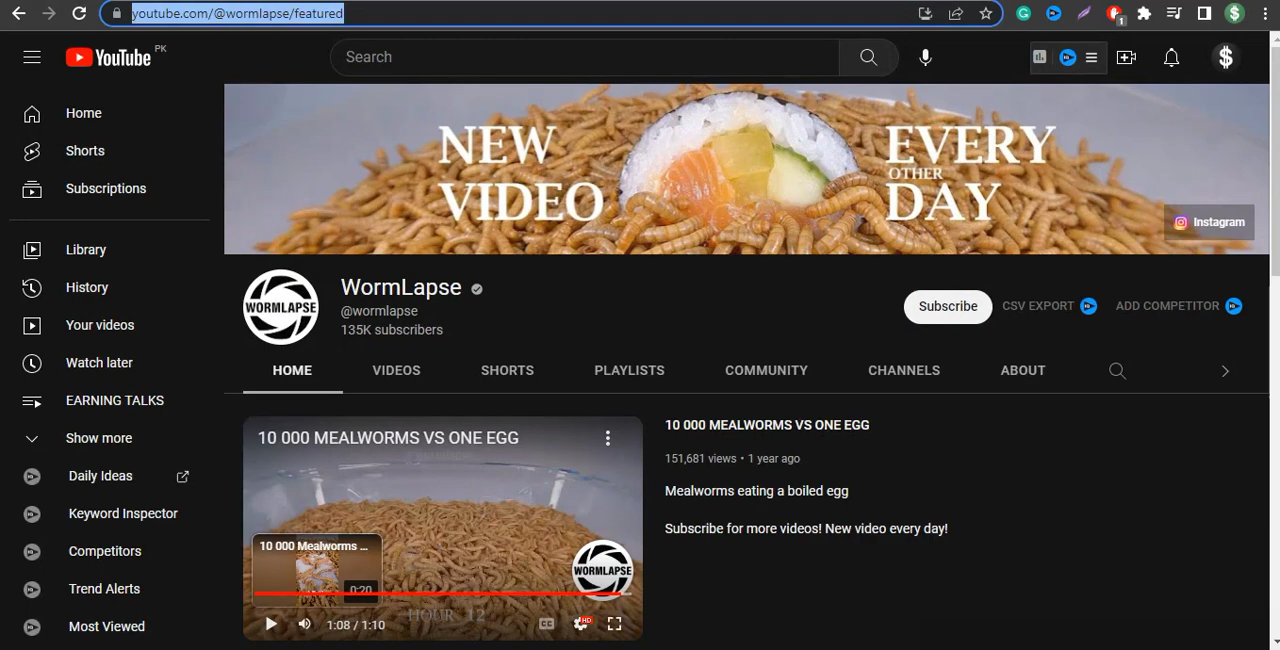 youtube.com/@wormlapse/featured
1
$
YouTube PK
Search
$
Home
Shorts
Subscriptions
Library
History
Your videos
Watch later
EARNING TALKS
Show more
Daily Ideas
Keyword Inspector
Competitors
Trend Alerts
Most Viewed
NEW VIDEO
EVERY OTHER DAY
Instagram
WORMLAPSE
WormLapse
@wormlapse
135K subscribers
Subscribe
CSV EXPORT
ADD COMPETITOR
HOME
VIDEOS
SHORTS
PLAYLISTS
COMMUNITY
CHANNELS
ABOUT
10 000 MEALWORMS VS ONE EGG
10 000 Mealworms ...
0:20
WORMLAPSE
HOUR 12
1:08 / 1:10
CC
HD
10 000 MEALWORMS VS ONE EGG
151,681 views • 1 year ago
Mealworms eating a boiled egg
Subscribe for more videos! New video every day!